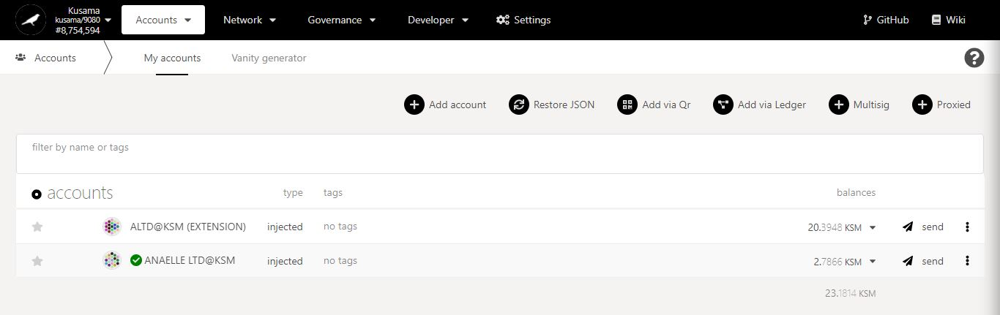 Kusama
kusama/9080
#8,754,594
Accounts Network Governance Developer Settings GitHub Wiki
Accounts My accounts Vanity generator ?
Add account Restore JSON Add via Qr Add via Ledger Multisig Proxied
filter by name or tags
accounts type tags balances
ALTD@KSM (EXTENSION) injected no tags 20.3948 KSM send
ANAELLE LTD@KSM injected no tags 2.7866 KSM send
23.1814 KSM